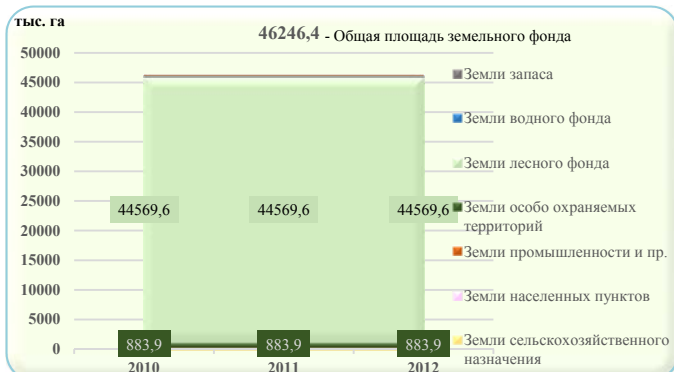 тыс. га
46246,4 - Общая площадь земельного фонда
50000
45000
40000
35000
30000
25000
20000
15000
10000
5000
0
44569,6 44569,6 44569,6
883,9 883,9 883,9
2010 2011 2012
Земли запаса
Земли водного фонда
Земли лесного фонда
Земли особо охраняемых
территорий
Земли промышленности и пр.
Земли населенных пунктов
Земли сельскохозяйственного
назначения